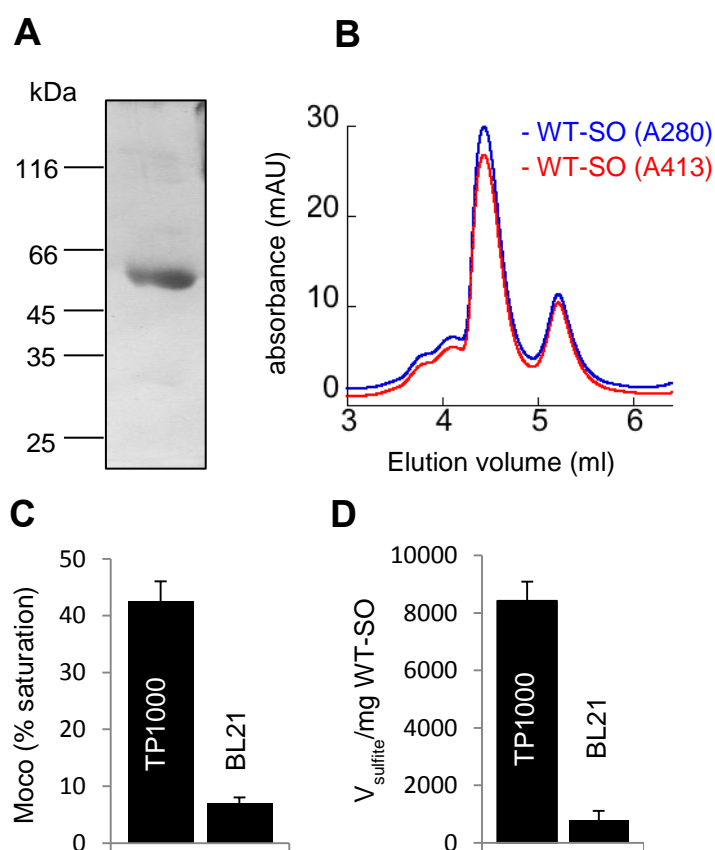 A
kDa
116
66
45
35
25
B
absorbance (mAU)
30
20
10
0
- WT-SO (A280)
- WT-SO (A413)
3 4 5 6
Elution volume (ml)
C
Moco (% saturation)
50
40
30
20
10
0
TP1000
BL21
D
V sulfite/mg WT-SO
10000
8000
6000
4000
2000
0
TP1000
BL21